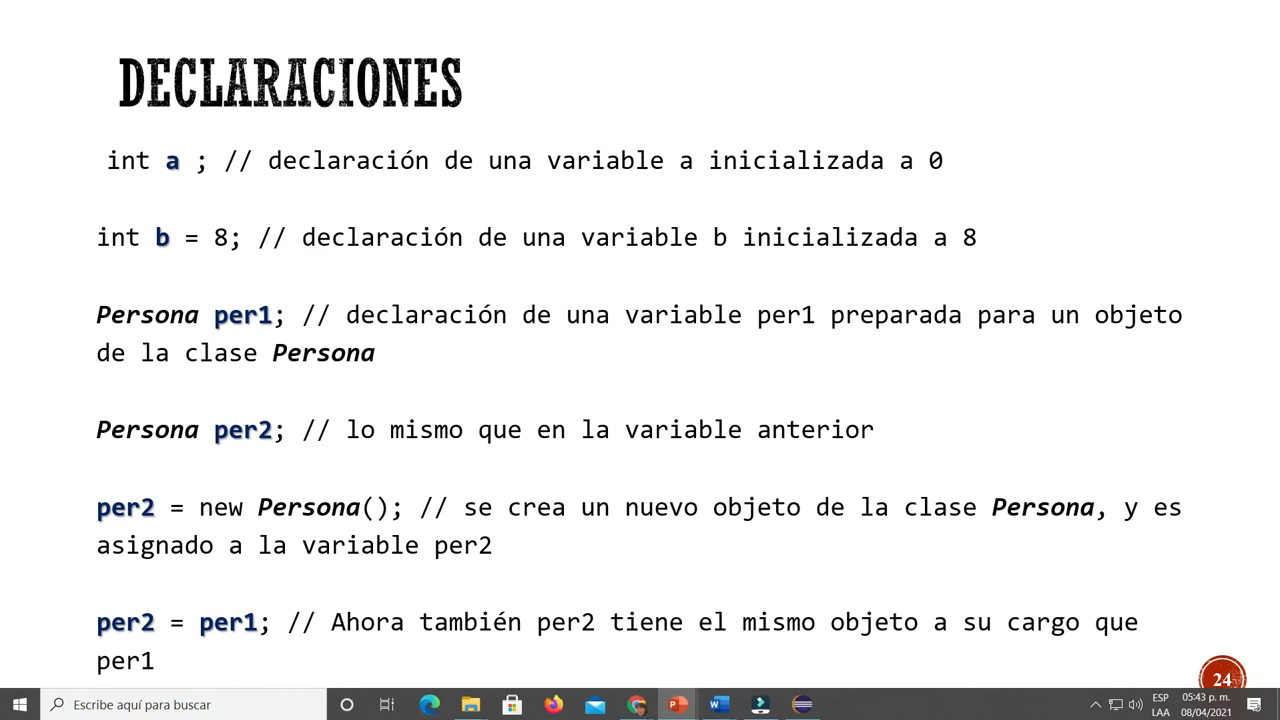 DECLARACIONES
int a ; // declaración de una variable a inicializada a 0
int b = 8; // declaración de una variable b inicializada a 8
Persona per1; // declaración de una variable per1 preparada para un objeto
de la clase Persona
Persona per2; // lo mismo que en la variable anterior
per2 = new Persona(); // se crea un nuevo objeto de la clase Persona, y es
asignado a la variable per2
per2 = per1; // Ahora también per2 tiene el mismo objeto a su cargo que
per1
24
Escribe aquí para buscar
ESP
LAA
05:43 p. m.
08/04/2021